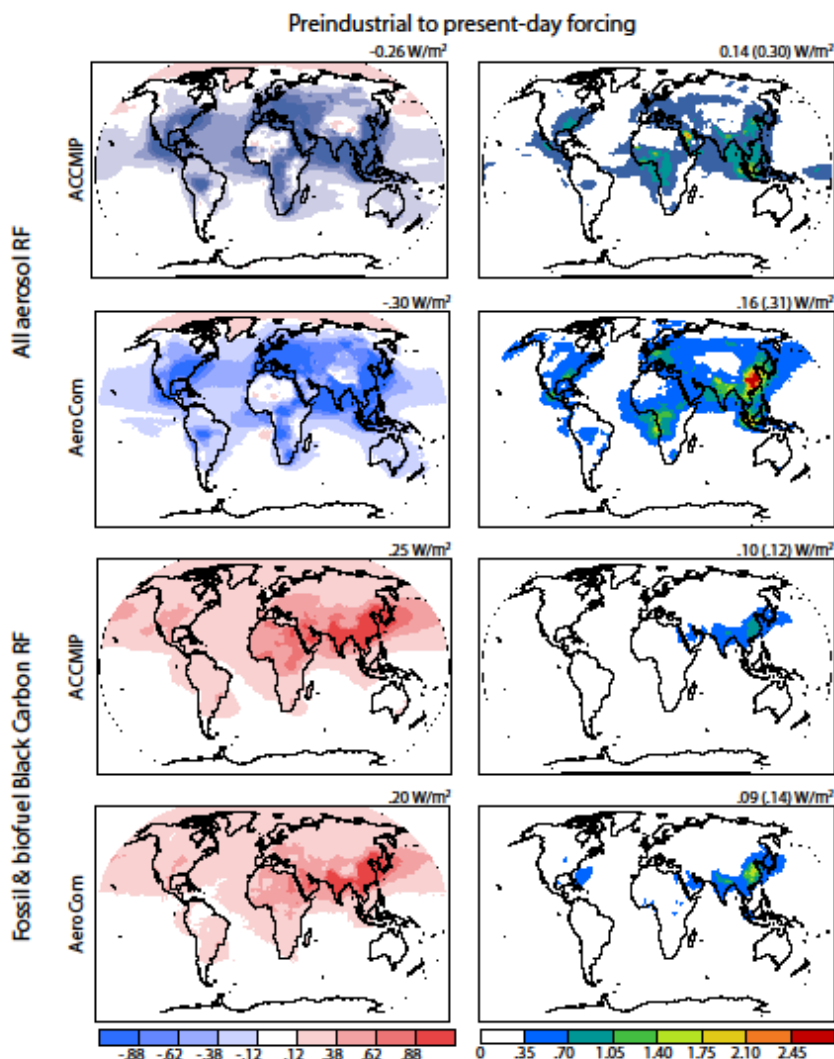 Preindustrial to present-day forcing
-0.26 W/m²
0.14 (0.30) W/m²
All aerosol RF
ACCMIP
-.30 W/m²
.16 (.31) W/m²
AeroCom
.25 W/m²
.10 (.12) W/m²
Fossil & biofuel Black Carbon RF
ACCMIP
.20 W/m²
.09 (.14) W/m²
AeroCom
-.88 -.62 -.38 -.12 .12 .38 .62 .88
0 .35 .70 1.05 1.40 1.75 2.10 2.45